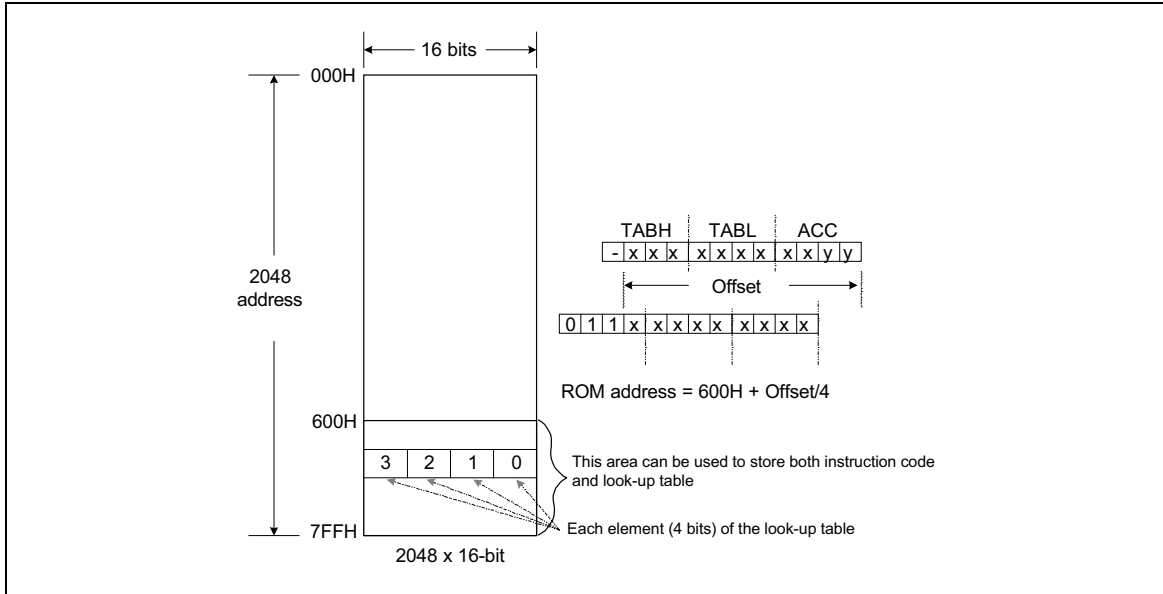 16 bits
000H
2048
address
TABH TABL ACC
- x x x x x x x x x y y
Offset
0 1 1 x x x x x x x x x
ROM address = 600H + Offset/4
600H
3 2 1 0
This area can be used to store both instruction code
and look-up table
Each element (4 bits) of the look-up table
7FFH
2048 x 16-bit